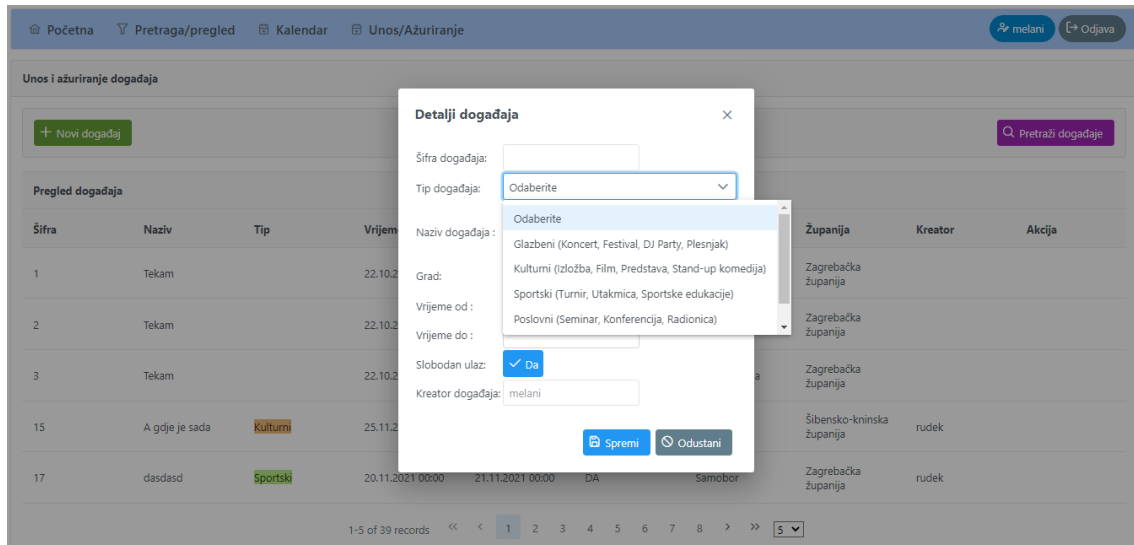 Početna Pretraga/pregled Kalendar Unos/Ažuriranje melani Odjava
Unos i ažuriranje događaja
Novi događaj Pretraži događaje
Pregled događaja
Šifra Naziv Tip Vrijem Županija Kreator Akcija
1 Tekam 22.10.2 Zagrebačka županija
2 Tekam 22.10.2 Zagrebačka županija
3 Tekam 22.10.2 a Zagrebačka županija
15 A gdje je sada Kulturni 25.11.2 Šibensko-kninska županija rudek
17 dasdasd Sportski 20.11.2021 00:00 21.11.2021 00:00 DA Samobor Zagrebačka županija rudek
1-5 of 39 records << < 1 2 3 4 5 6 7 8 > >> 5
Detalji događaja ×
Šifra događaja:
Tip događaja: Odaberite
Odaberite
Glazbeni (Koncert, Festival, DJ Party, Plesnjak)
Kulturni (Izložba, Film, Predstava, Stand-up komedija)
Sportski (Turnir, Utakmica, Sportske edukacije)
Poslovni (Seminar, Konferencija, Radionica)
Naziv događaja :
Grad:
Vrijeme od :
Vrijeme do :
Slobodan ulaz: Da
Kreator događaja: melani
Spremi Odustani